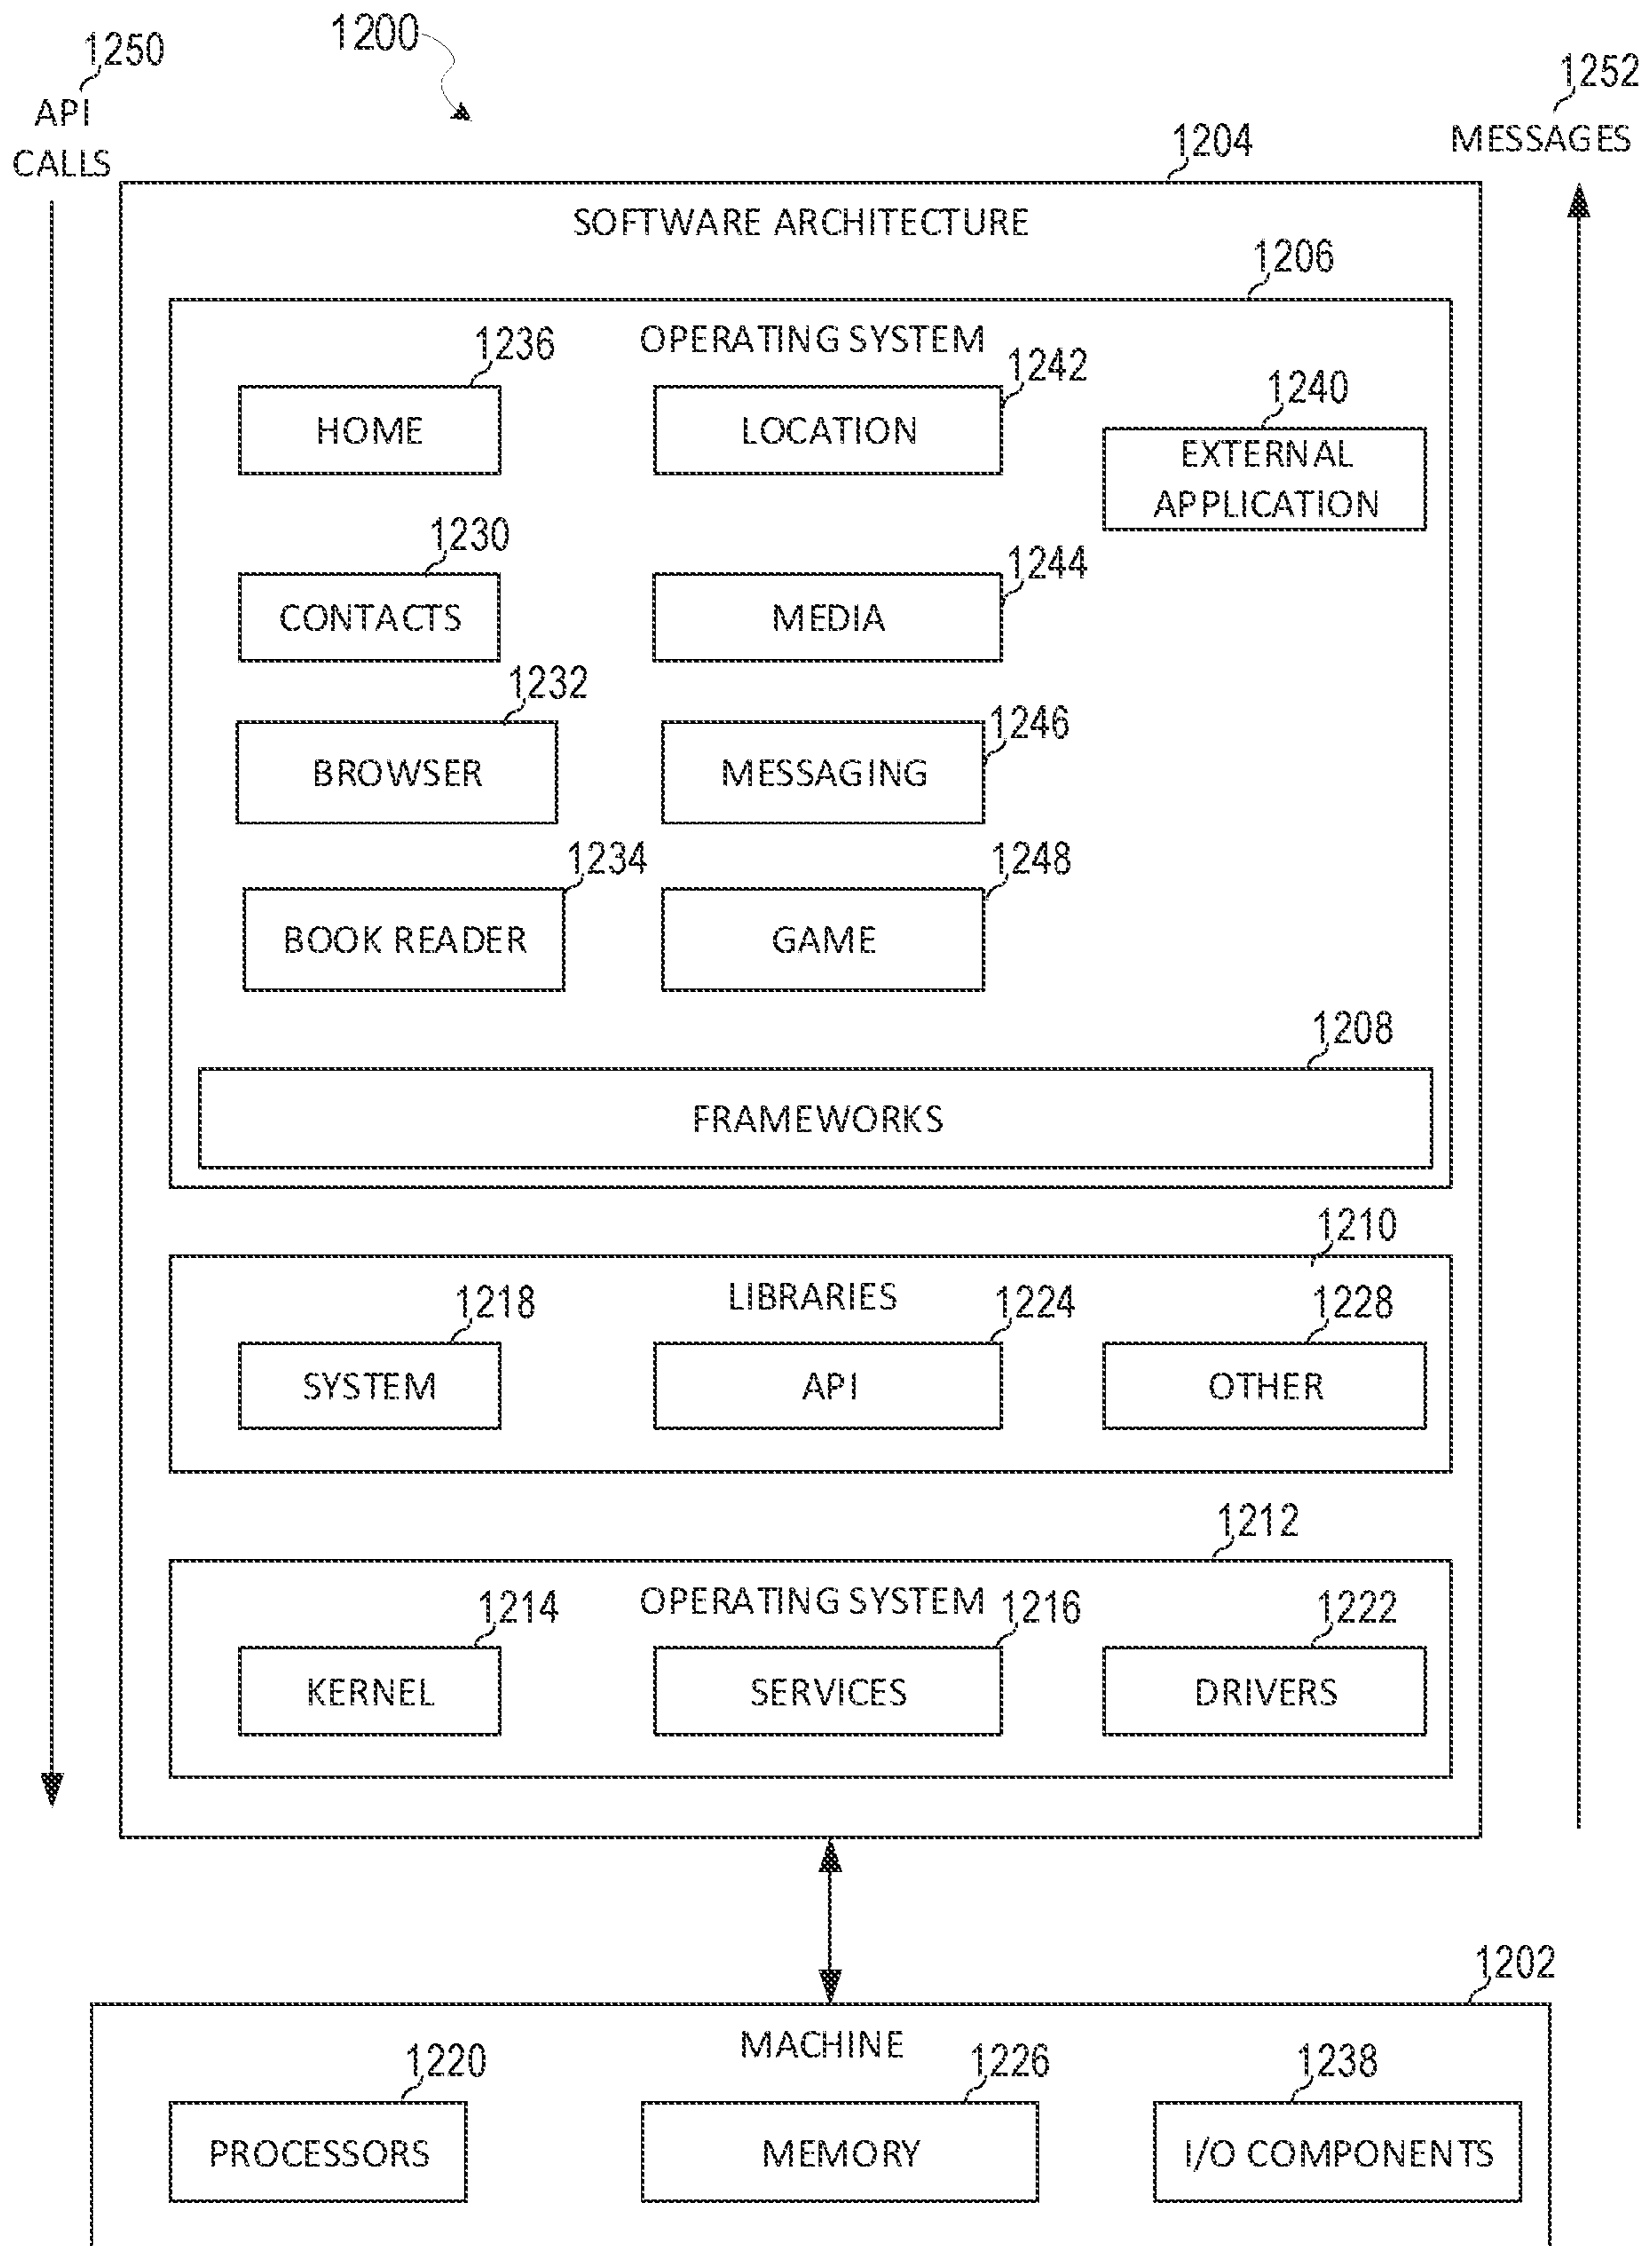 1250
1200
1252
API
CALLS
MESSAGES
1204
SOFTWARE ARCHITECTURE
1206
OPERATING SYSTEM
1236
1242
1240
HOME
LOCATION
EXTERNAL
APPLICATION
1230
1244
CONTACTS
MEDIA
1232
1246
BROWSER
MESSAGING
1234
1248
BOOK READER
GAME
1208
FRAMEWORKS
1210
LIBRARIES
1218
1224
1228
SYSTEM
API
OTHER
1212
OPERATING SYSTEM
1214
1216
1222
KERNEL
SERVICES
DRIVERS
1202
MACHINE
1220
1226
1238
PROCESSORS
MEMORY
I/O COMPONENTS